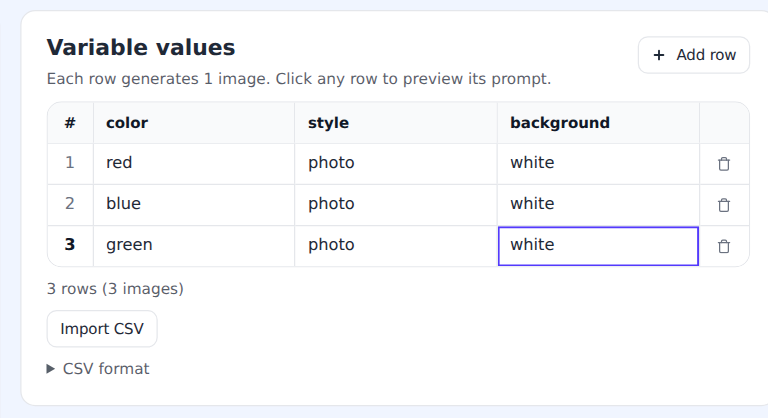 Variable values
+ Add row
Each row generates 1 image. Click any row to preview its prompt.
# color style background
1 red photo white
2 blue photo white
3 green photo white
3 rows (3 images)
Import CSV
CSV format